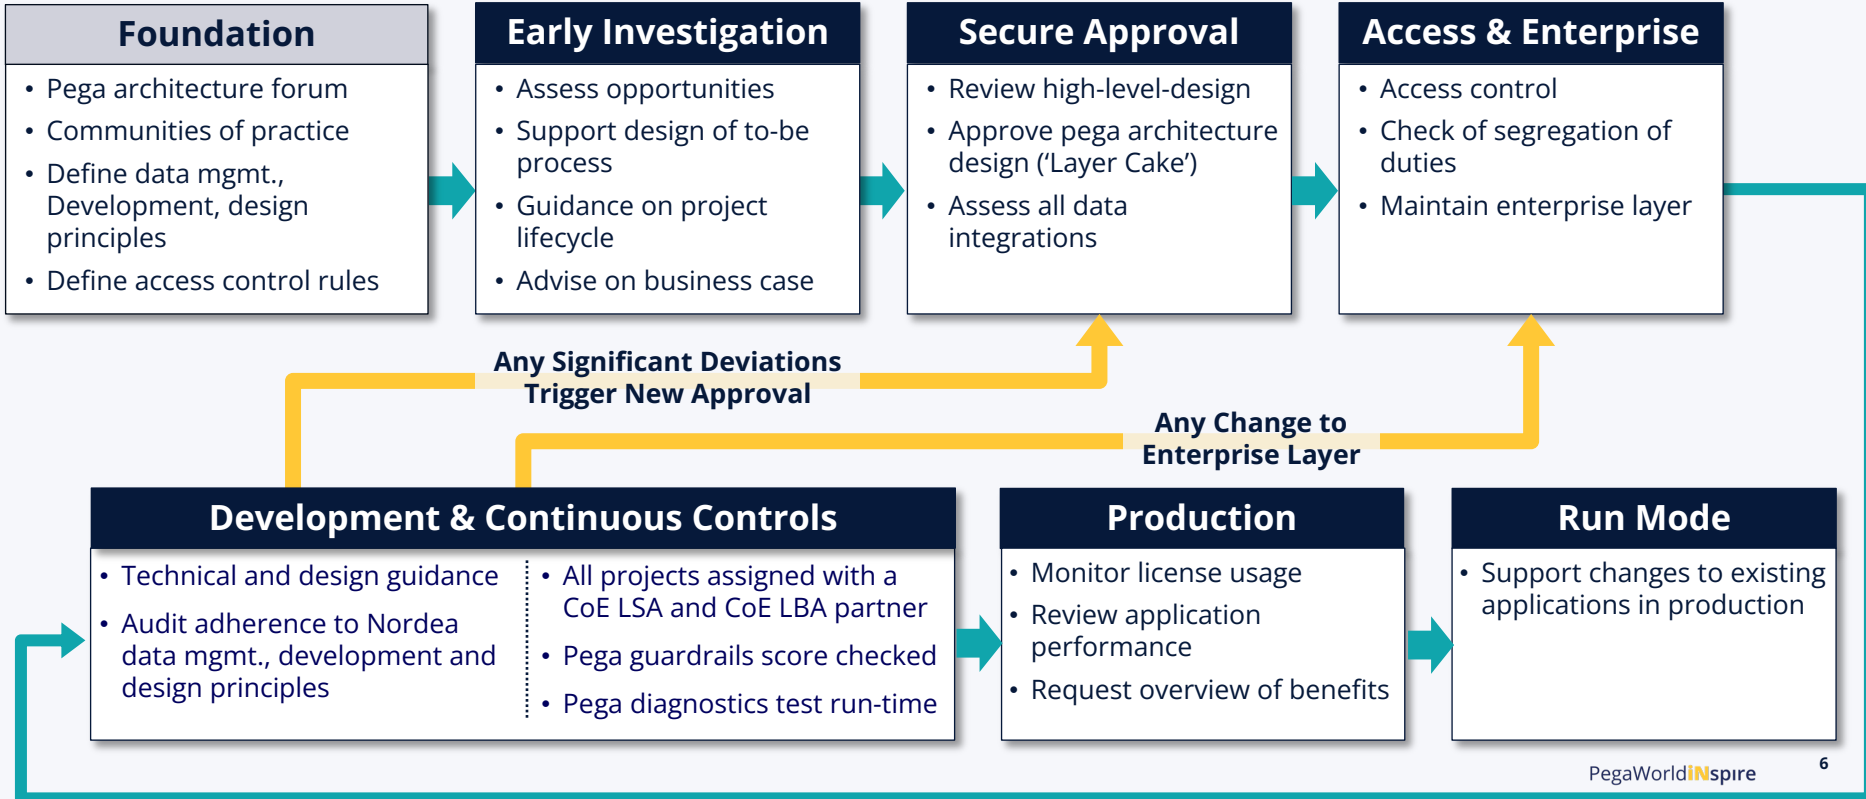 Foundation
• Pega architecture forum
• Communities of practice
• Define data mgmt.,
Development, design
principles
• Define access control rules
Early Investigation
• Assess opportunities
• Support design of to-be
process
• Guidance on project
lifecycle
• Advise on business case
Secure Approval
• Review high-level-design
• Approve pega architecture
design (‘Layer Cake’)
• Assess all data
integrations
Access & Enterprise
• Access control
• Check of segregation of
duties
• Maintain enterprise layer
Any Significant Deviations
Trigger New Approval
Any Change to
Enterprise Layer
Development & Continuous Controls
• Technical and design guidance
• Audit adherence to Nordea
data mgmt., development and
design principles
• All projects assigned with a
CoE LSA and CoE LBA partner
• Pega guardrails score checked
• Pega diagnostics test run-time
Production
• Monitor license usage
• Review application
performance
• Request overview of benefits
Run Mode
• Support changes to existing
applications in production
PegaWorld iNspire
6